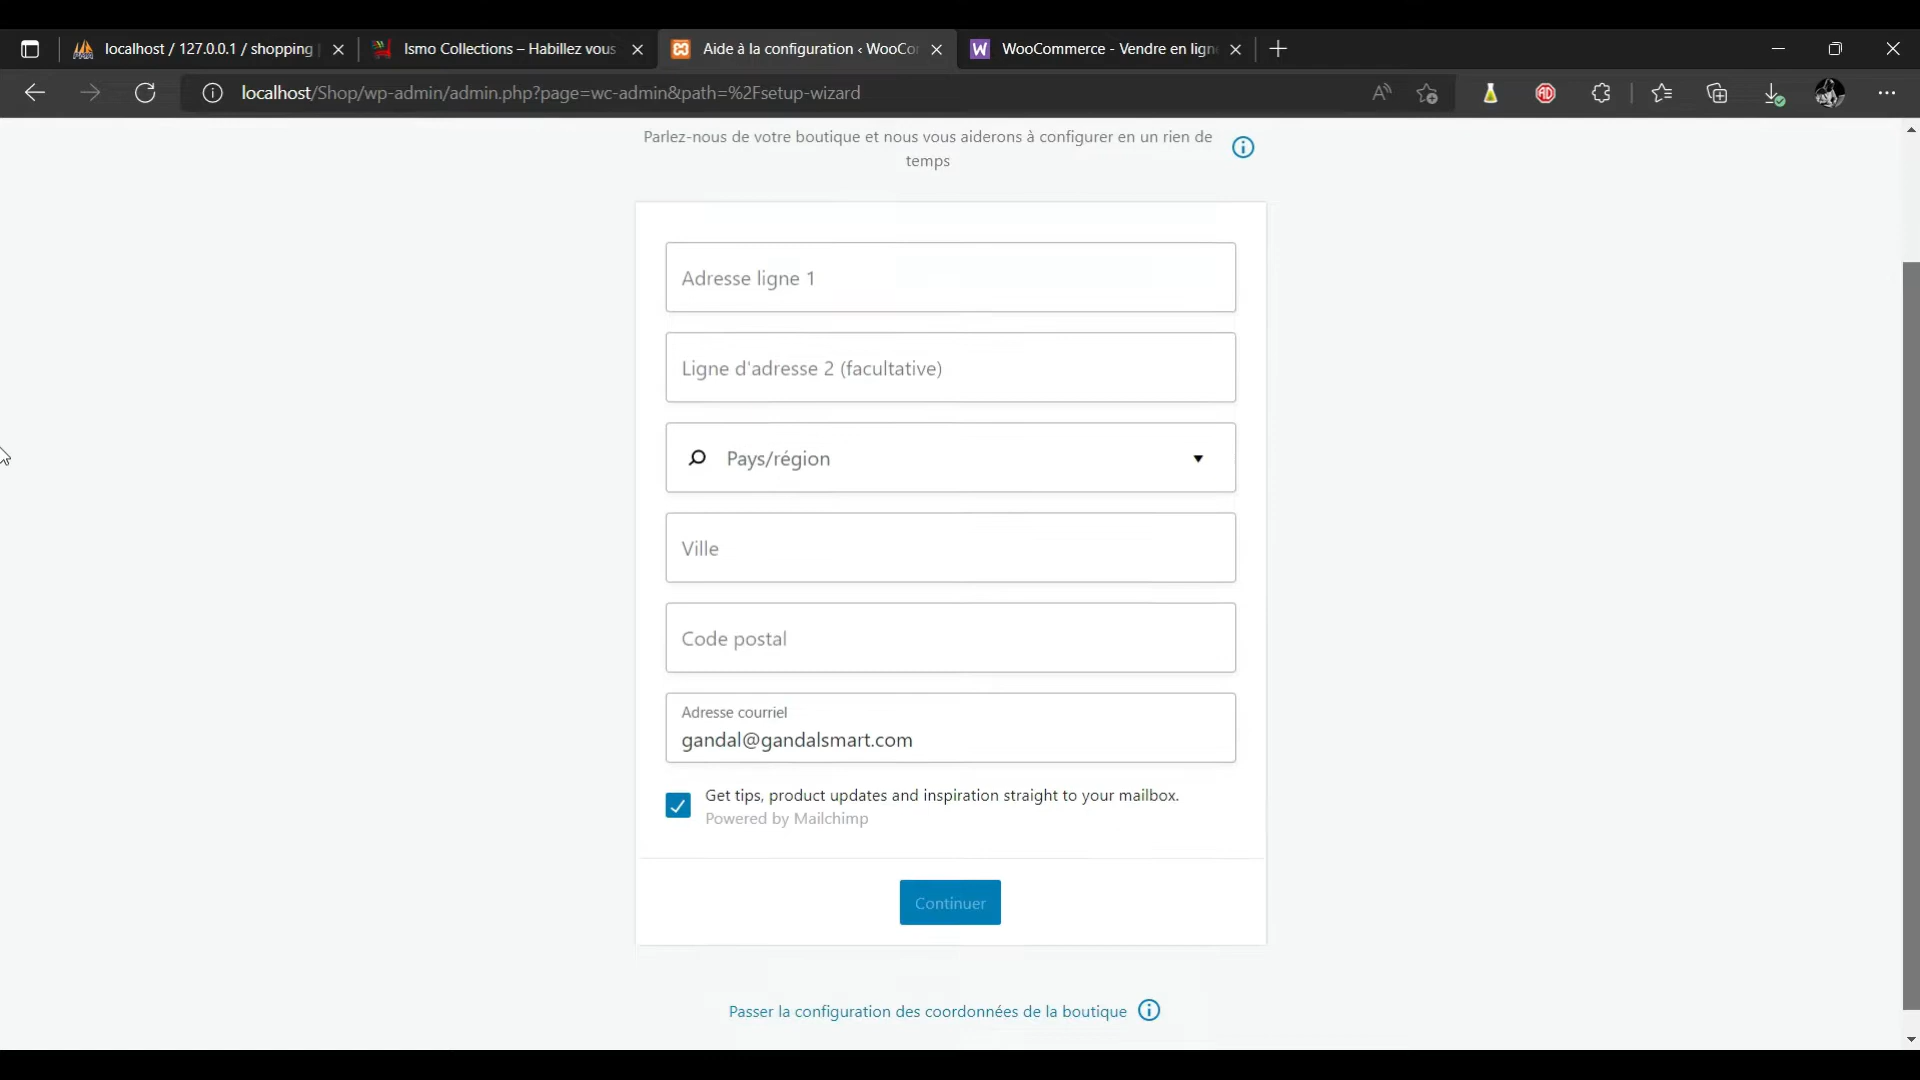 localhost / 127.0.0.1 / shopping
Ismo Collections – Habillez vous
Aide à la configuration ‹ WooCor
WooCommerce - Vendre en ligne
localhost/Shop/wp-admin/admin.php?page=wc-admin&path=%2Fsetup-wizard
Parlez-nous de votre boutique et nous vous aiderons à configurer en un rien de
temps
Adresse ligne 1
Ligne d'adresse 2 (facultative)
Pays/région
Ville
Code postal
Adresse courriel
gandal@gandalsmart.com
Get tips, product updates and inspiration straight to your mailbox.
Powered by Mailchimp
Continuer
Passer la configuration des coordonnées de la boutique